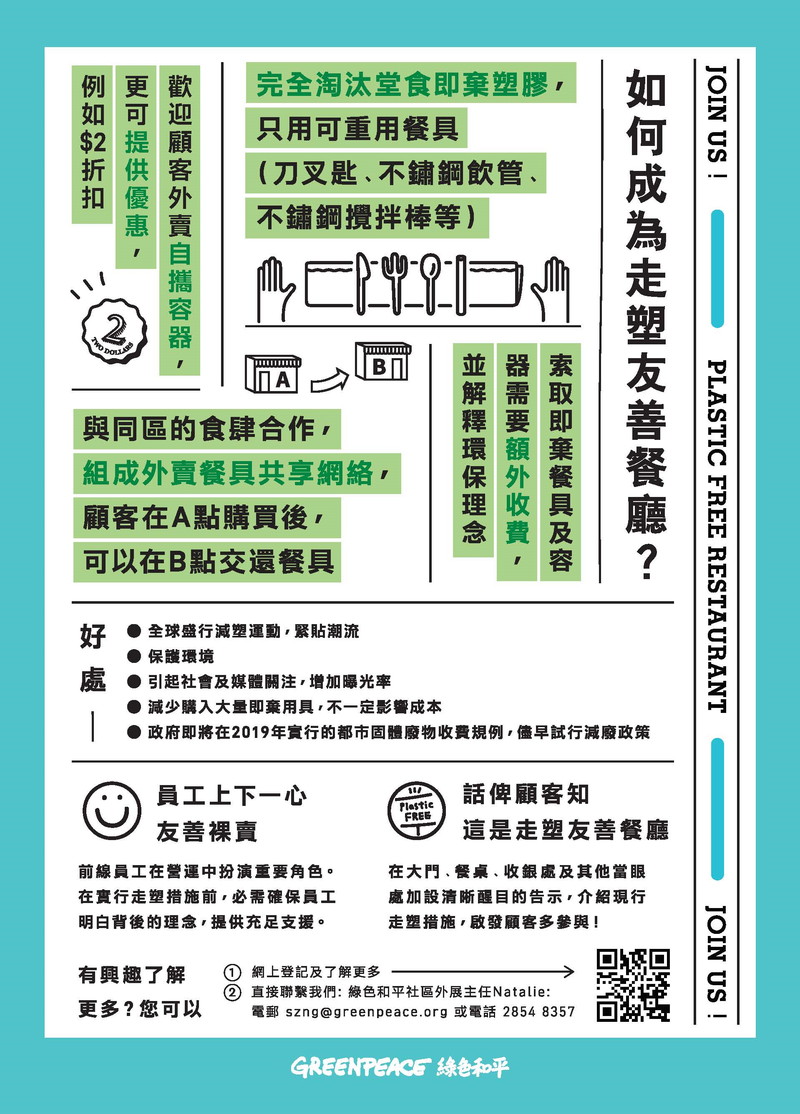 JOIN US !
PLASTIC FREE RESTAURANT
JOIN US !
如何成為走塑友善餐廳？
完全淘汰堂食即棄塑膠，
只用可重用餐具
（刀叉匙、不鏽鋼飲管、
不鏽鋼攪拌棒等）
歡迎顧客外賣自攜容器，
更可提供優惠，
例如$2折扣
2
TWO DOLLARS
A
B
索取即棄餐具及容
器需要額外收費，
並解釋環保理念
與同區的食肆合作，
組成外賣餐具共享網絡，
顧客在A點購買後，
可以在B點交還餐具
好處
● 全球盛行減塑運動，緊貼潮流
● 保護環境
● 引起社會及媒體關注，增加曝光率
● 減少購入大量即棄用具，不一定影響成本
● 政府即將在2019年實行的都市固體廢物收費規例，儘早試行減廢政策
員工上下一心
友善裸賣
前線員工在營運中扮演重要角色。
在實行走塑措施前，必需確保員工
明白背後的理念，提供充足支援。
Plastic
FREE
話俾顧客知
這是走塑友善餐廳
在大門、餐桌、收銀處及其他當眼
處加設清晰醒目的告示，介紹現行
走塑措施，啟發顧客多參與！
有興趣了解
更多？您可以
① 網上登記及了解更多
② 直接聯繫我們: 綠色和平社區外展主任Natalie:
電郵 szng@greenpeace.org 或電話 2854 8357
GREENPEACE 綠色和平